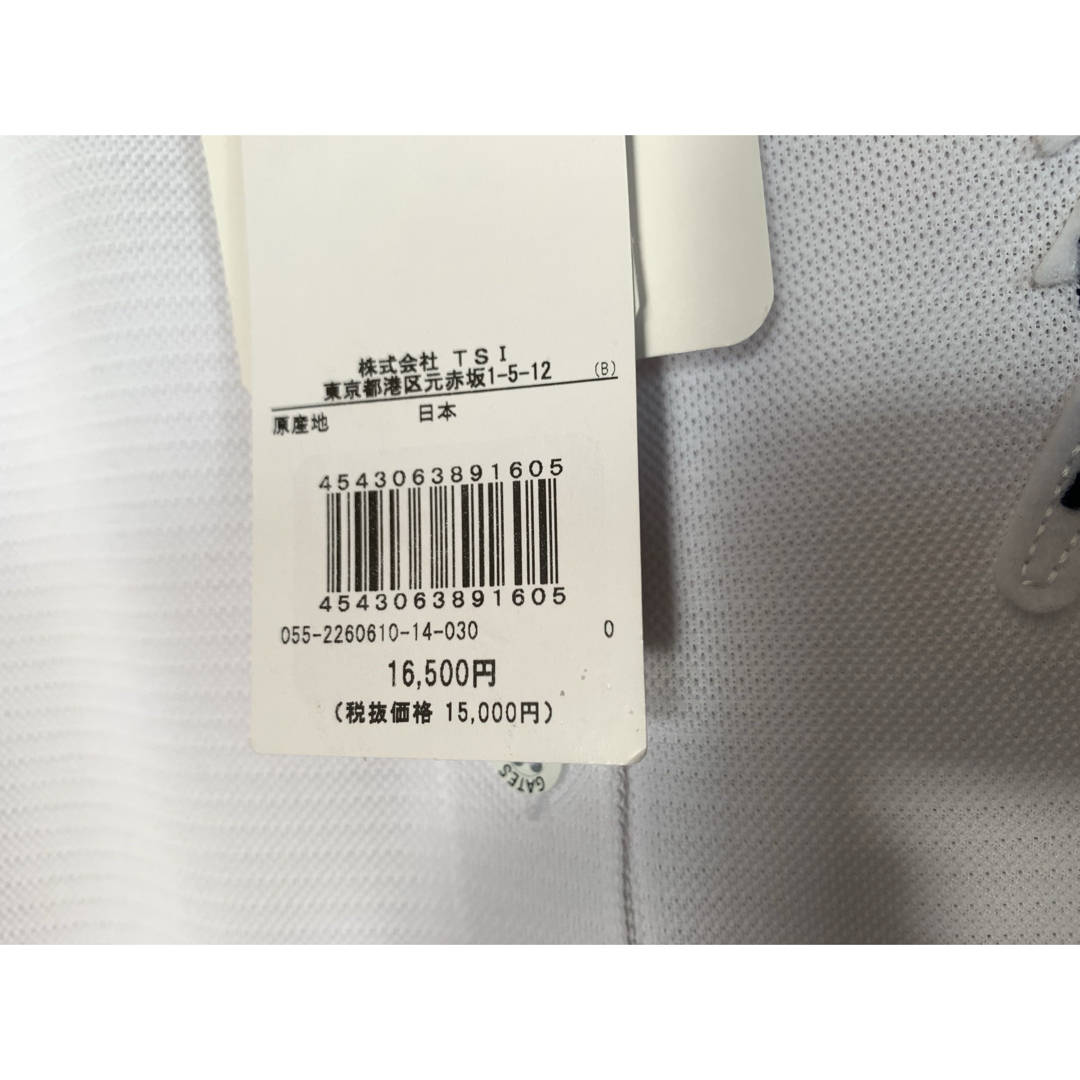 株式会社 TSI
東京都港区元赤坂1-5-12 (B)
原産地 日本
4543063891605
4543063891605
055-2260610-14-030 0
16,500円
(税抜価格 15,000円)
GATES